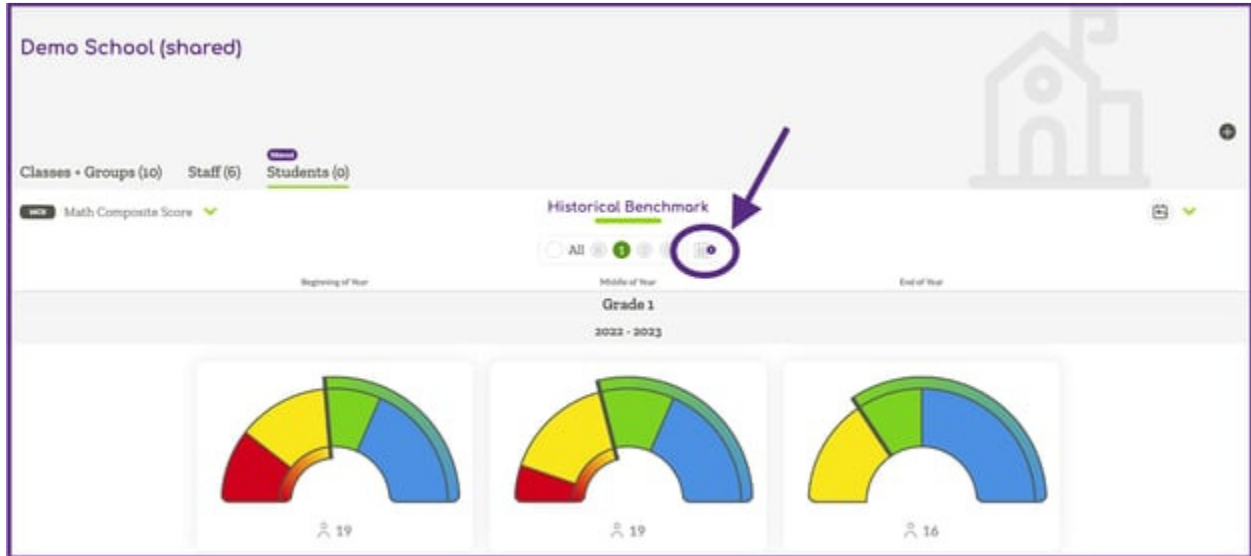 Demo School (shared)
Classes + Groups (10) Staff (6) Students (0)
Math Composite Score
Historical Benchmark
All 1
Beginning of Year Middle of Year End of Year
Grade 1
2022 - 2023
19 19 16